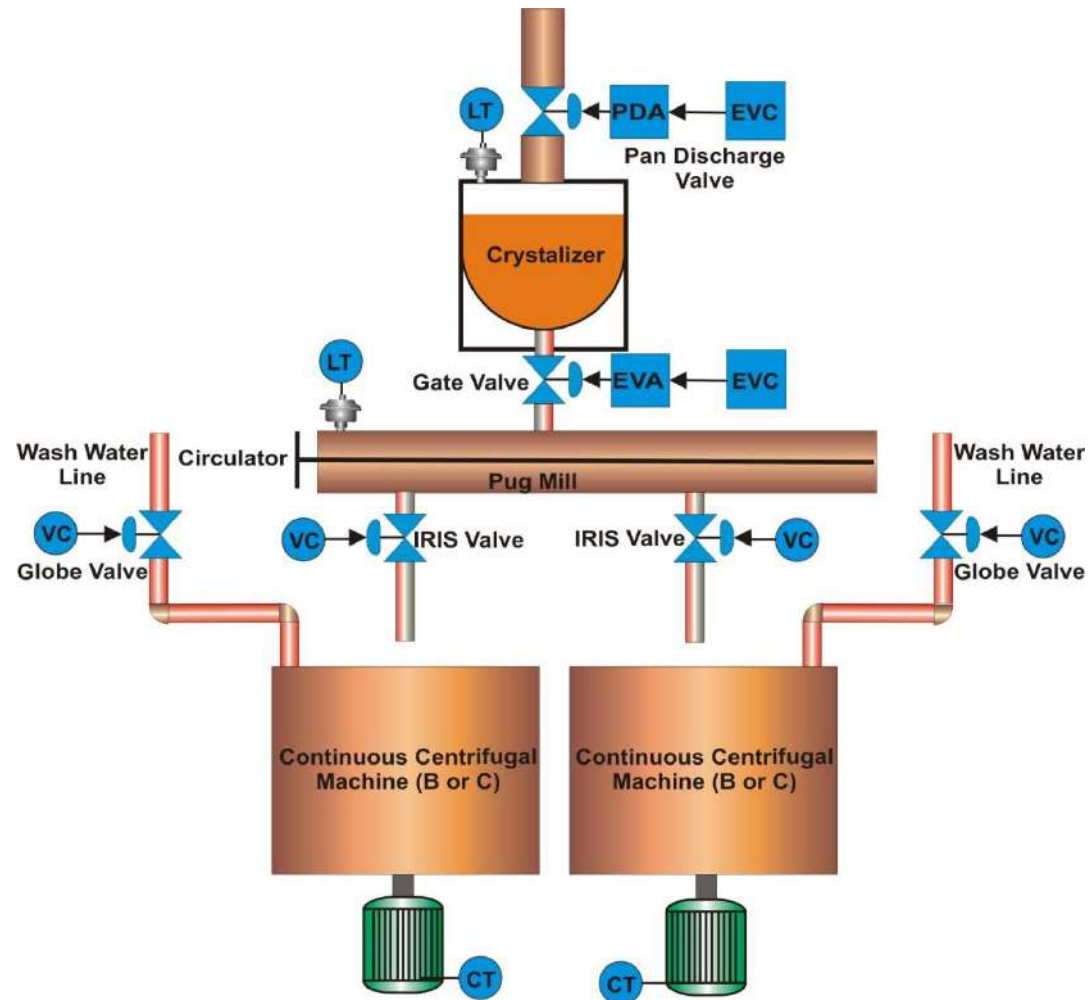 LT
PDA
EVC
Pan Discharge
Valve
Crystalizer
LT
Gate Valve
EVA
EVC
Wash Water
Line
Circulator
Pug Mill
Wash Water
Line
VC
Globe Valve
VC
IRIS Valve
IRIS Valve
VC
VC
Globe Valve
Continuous Centrifugal
Machine (B or C)
Continuous Centrifugal
Machine (B or C)
CT
CT